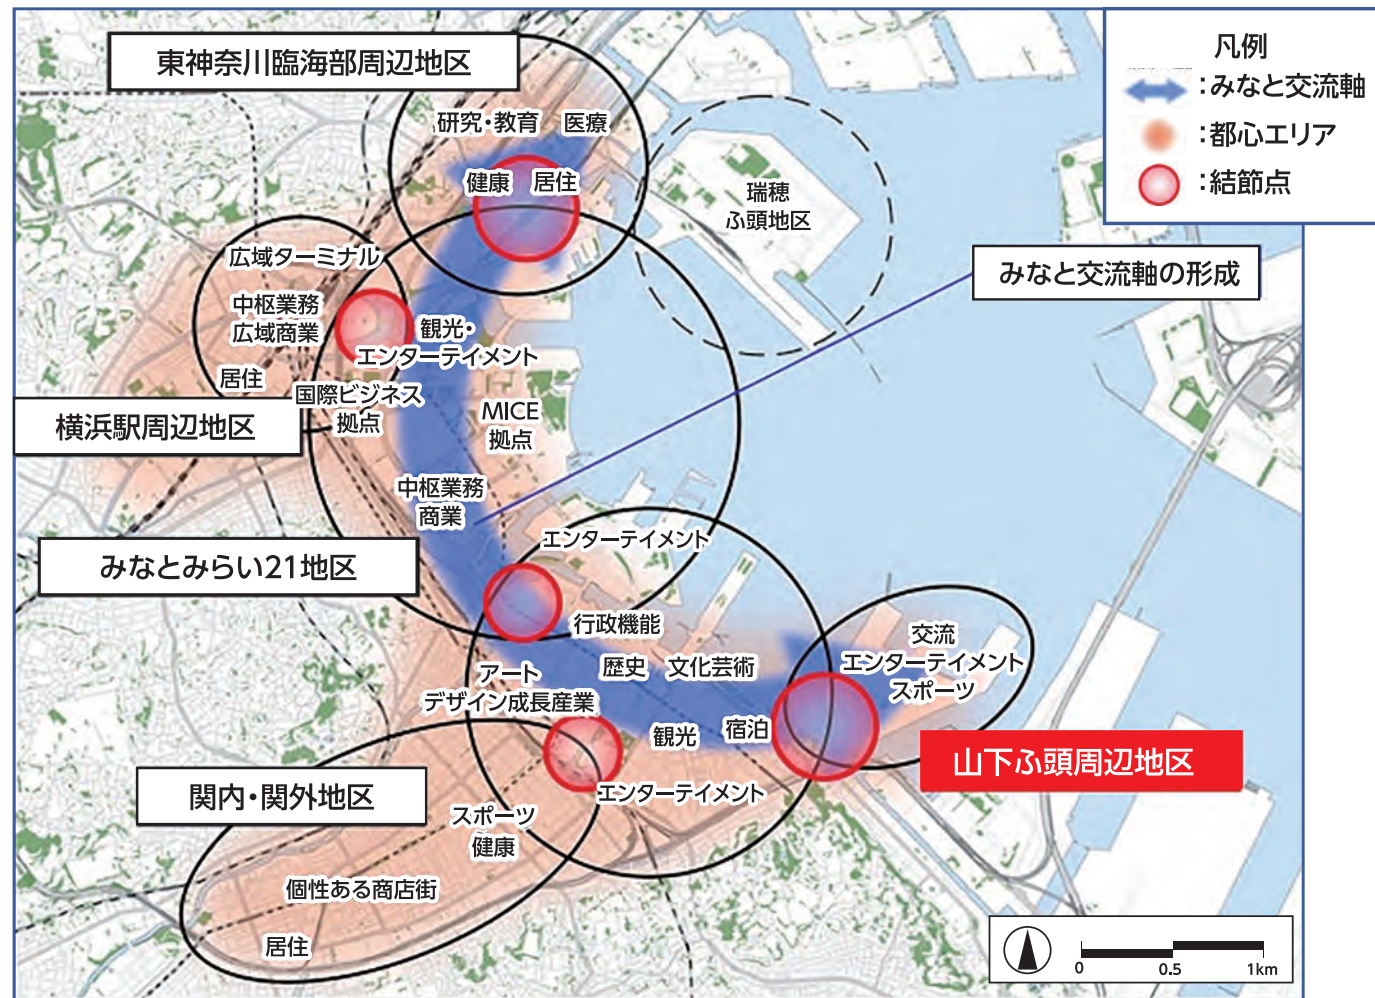 東神奈川臨海部周辺地区
凡例
:みなと交流軸
:都心エリア
:結節点
研究・教育 医療
健康 居住
瑞穂
ふ頭地区
広域ターミナル
中枢業務
広域商業
居住
観光・
エンターテイメント
みなと交流軸の形成
国際ビジネス
拠点
MICE
拠点
横浜駅周辺地区
中枢業務
商業
エンターテイメント
みなとみらい21地区
行政機能
交流
エンターテイメント
スポーツ
歴史 文化芸術
アート
デザイン成長産業
観光
宿泊
山下ふ頭周辺地区
関内・関外地区
エンターテイメント
スポーツ
健康
個性ある商店街
居住
0 0.5 1km